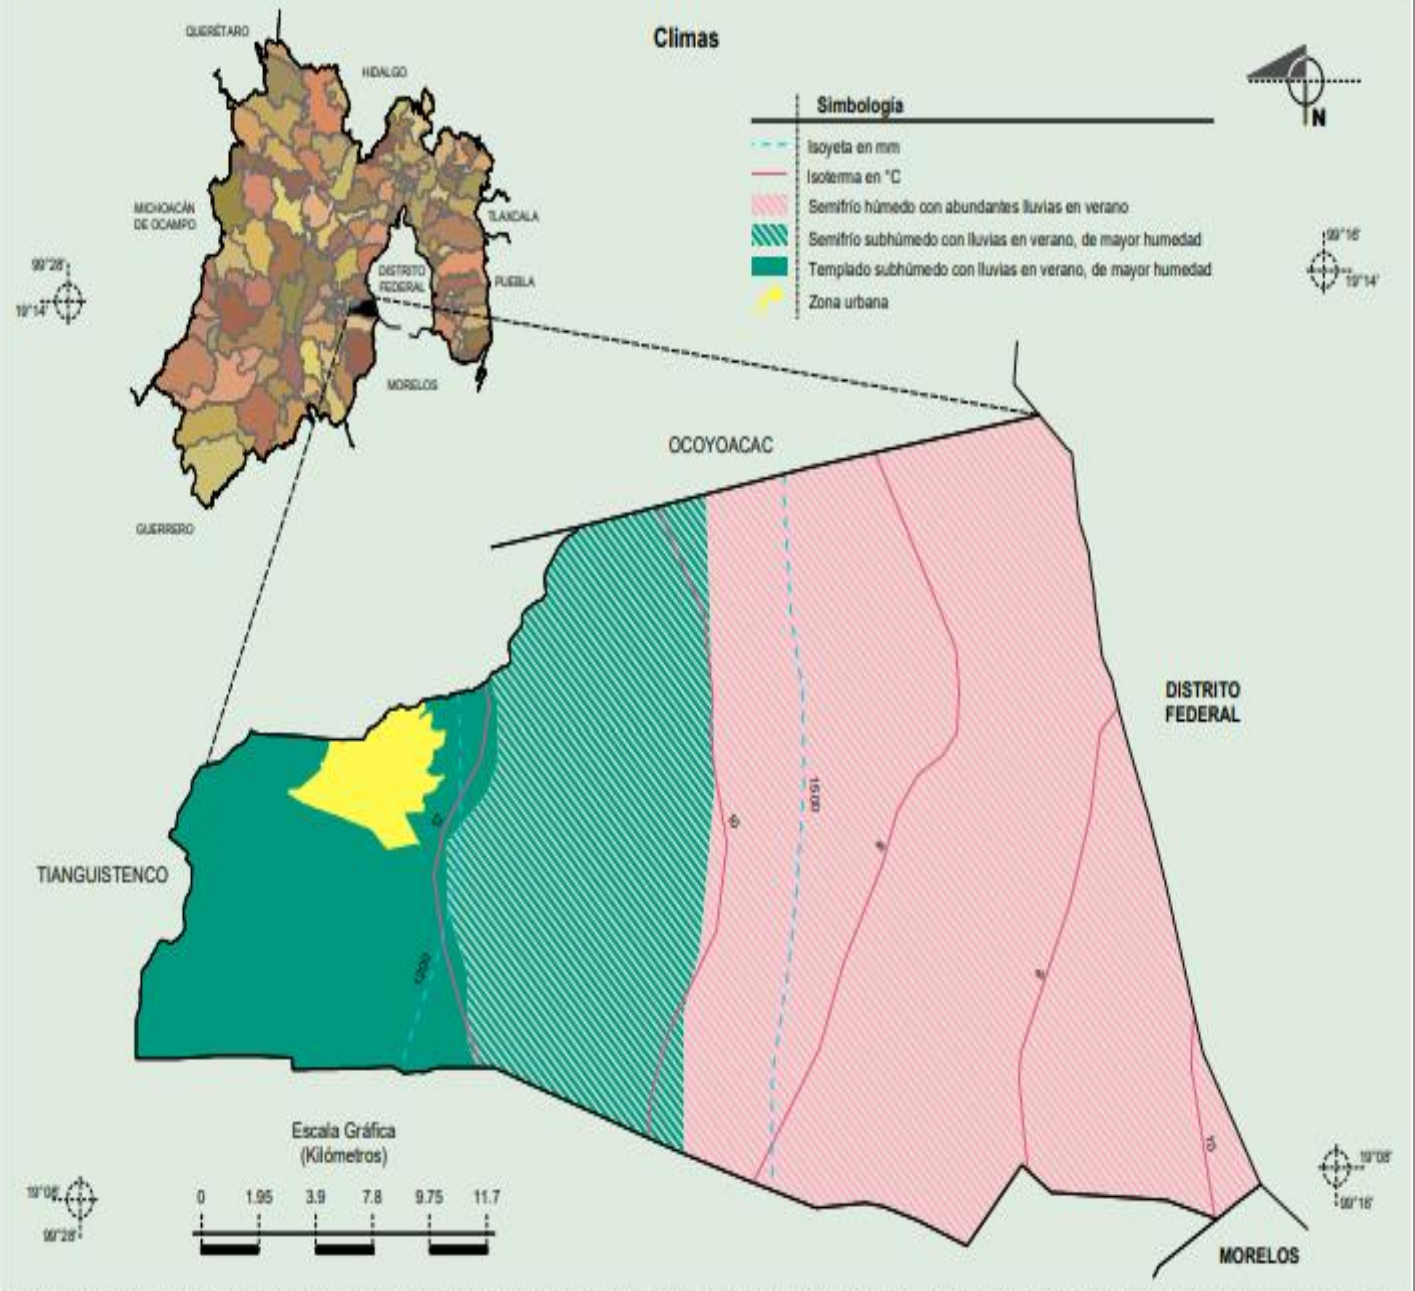 Climas
QUERÉTARO
HIDALGO
MICHOACÁN
DE OCAMPO
TLAXCALA
DISTRITO
FEDERAL
PUEBLA
MORELOS
GUERRERO
N
Simbología
Isoyeta en mm
Isoterma en °C
Semifrío húmedo con abundantes lluvias en verano
Semifrío subhúmedo con lluvias en verano, de mayor humedad
Templado subhúmedo con lluvias en verano, de mayor humedad
Zona urbana
99°28'
19°14'
99°16'
19°14'
OCOYOACAC
DISTRITO
FEDERAL
TIANGUISTENCO
1500
1200
10
Escala Gráfica
(Kilómetros)
0 1.95 3.9 7.8 9.75 11.7
19°08'
99°28'
19°08'
99°16'
MORELOS